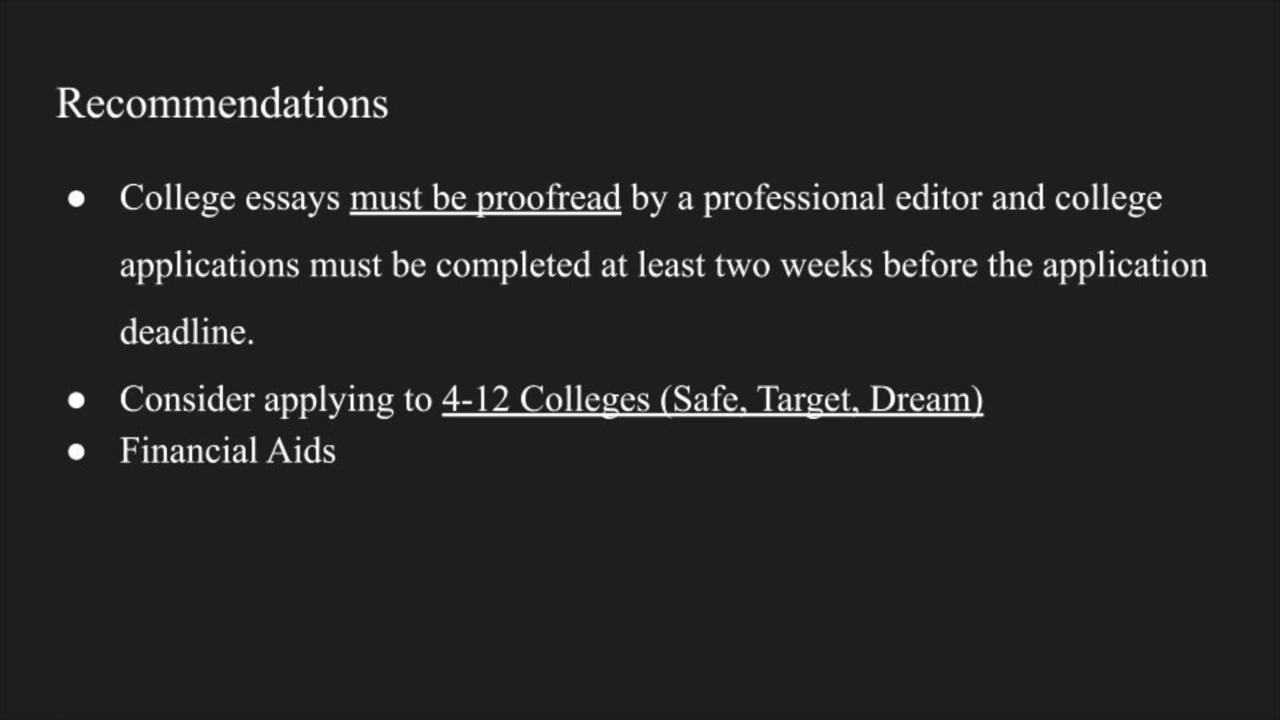 Recommendations
● College essays must be proofread by a professional editor and college
applications must be completed at least two weeks before the application
deadline.
● Consider applying to 4-12 Colleges (Safe, Target, Dream)
● Financial Aids